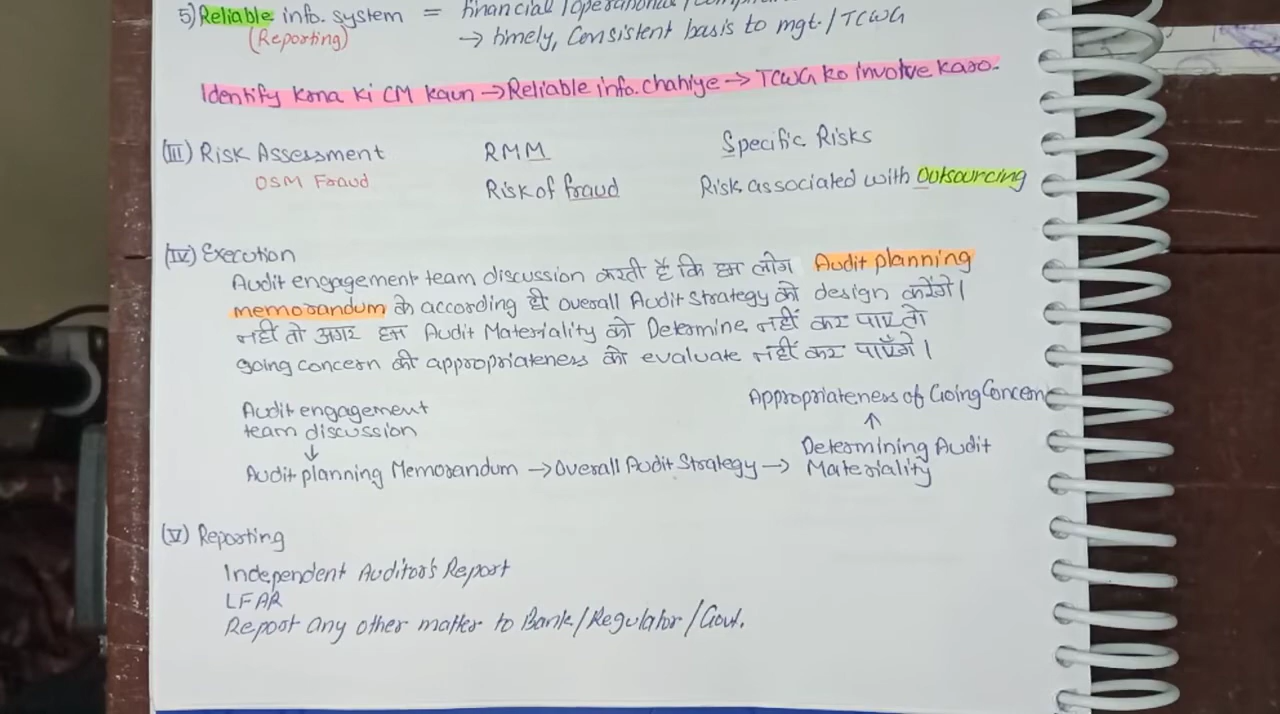 5) Reliable info. system = financial / operational /
(Reporting) → timely, Consistent basis to mgt. / TCWG
Identify Krna Ki CM Kaun → Reliable info. chahiye → TCWG ko involve karo.
(III) Risk Assessment RMM Specific Risks
OSM Fraud Risk of fraud Risk associated with Outsourcing
(IV) Execution
Audit engagement team discussion करती है कि हम लोग Audit planning
memorandum के according ही overall Audit Strategy को design करेंगे।
नहीं तो अगर हम Audit Materiality को Determine नहीं कर पाए तो
going concern की appropriateness को evaluate नहीं कर पाएँगे।
Audit engagement
team discussion
↓
Audit planning Memorandum → Overall Audit Strategy → Determining Audit Materiality
↑
Appropriateness of Going Concern
(V) Reporting
Independent Auditor's Report
LFAR
Report any other matter to Bank / Regulator / Govt.